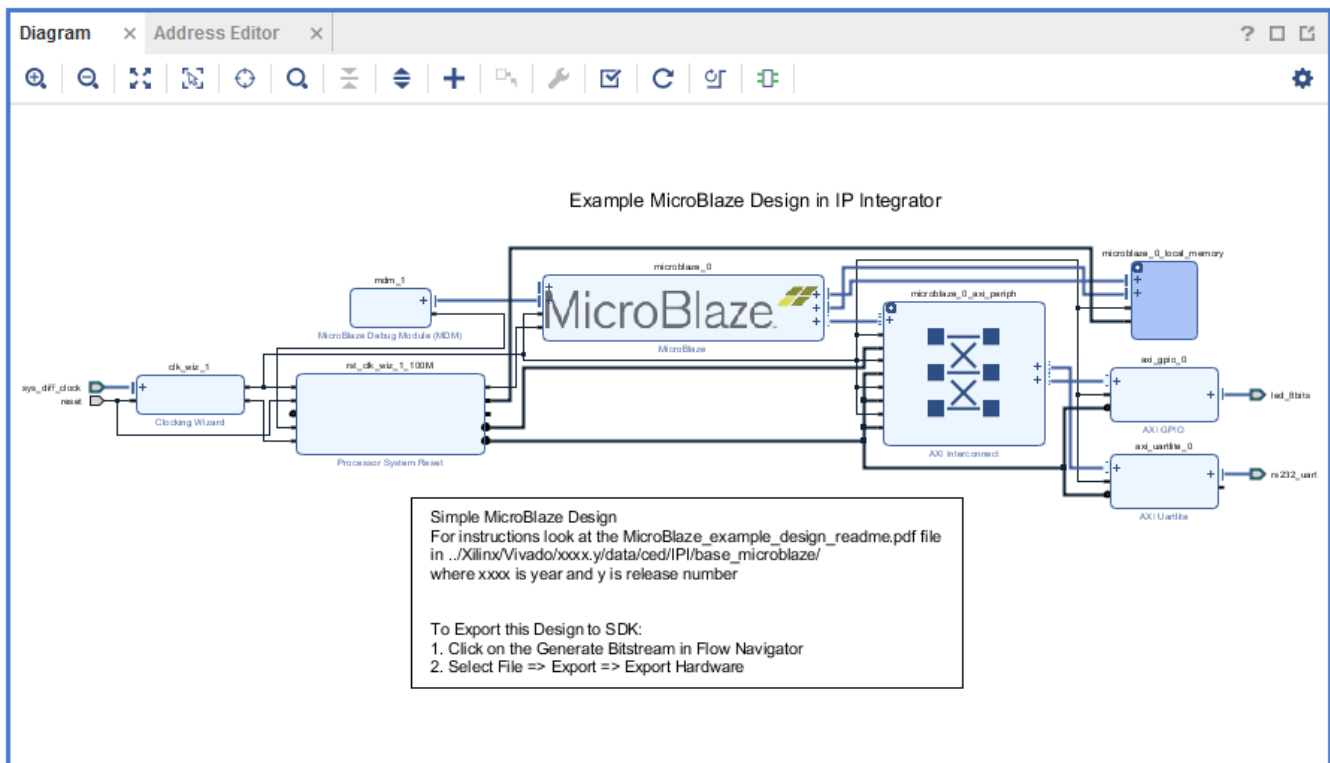 Diagram × Address Editor ×
?
Example MicroBlaze Design in IP Integrator
microblaze_0_local_memory
microblaze_0
mdm_1
microblaze_0_axi_periph
MicroBlaze
MicroBlaze Debug Module (MDM)
MicroBlaze
clk_wiz_1
rst_clk_wiz_1_100M
axi_gpio_0
sys_diff_clock
reset
led_8bits
Clocking Wizard
AXI GPIO
axi_uartlite_0
AXI Interconnect
Processor System Reset
rs232_uart
AXI Uartlite
Simple MicroBlaze Design
For instructions look at the MicroBlaze_example_design_readme.pdf file
in ../Xilinx/Vivado/xxxx.y/data/ced/IPI/base_microblaze/
where xxxx is year and y is release number
To Export this Design to SDK:
1. Click on the Generate Bitstream in Flow Navigator
2. Select File => Export => Export Hardware